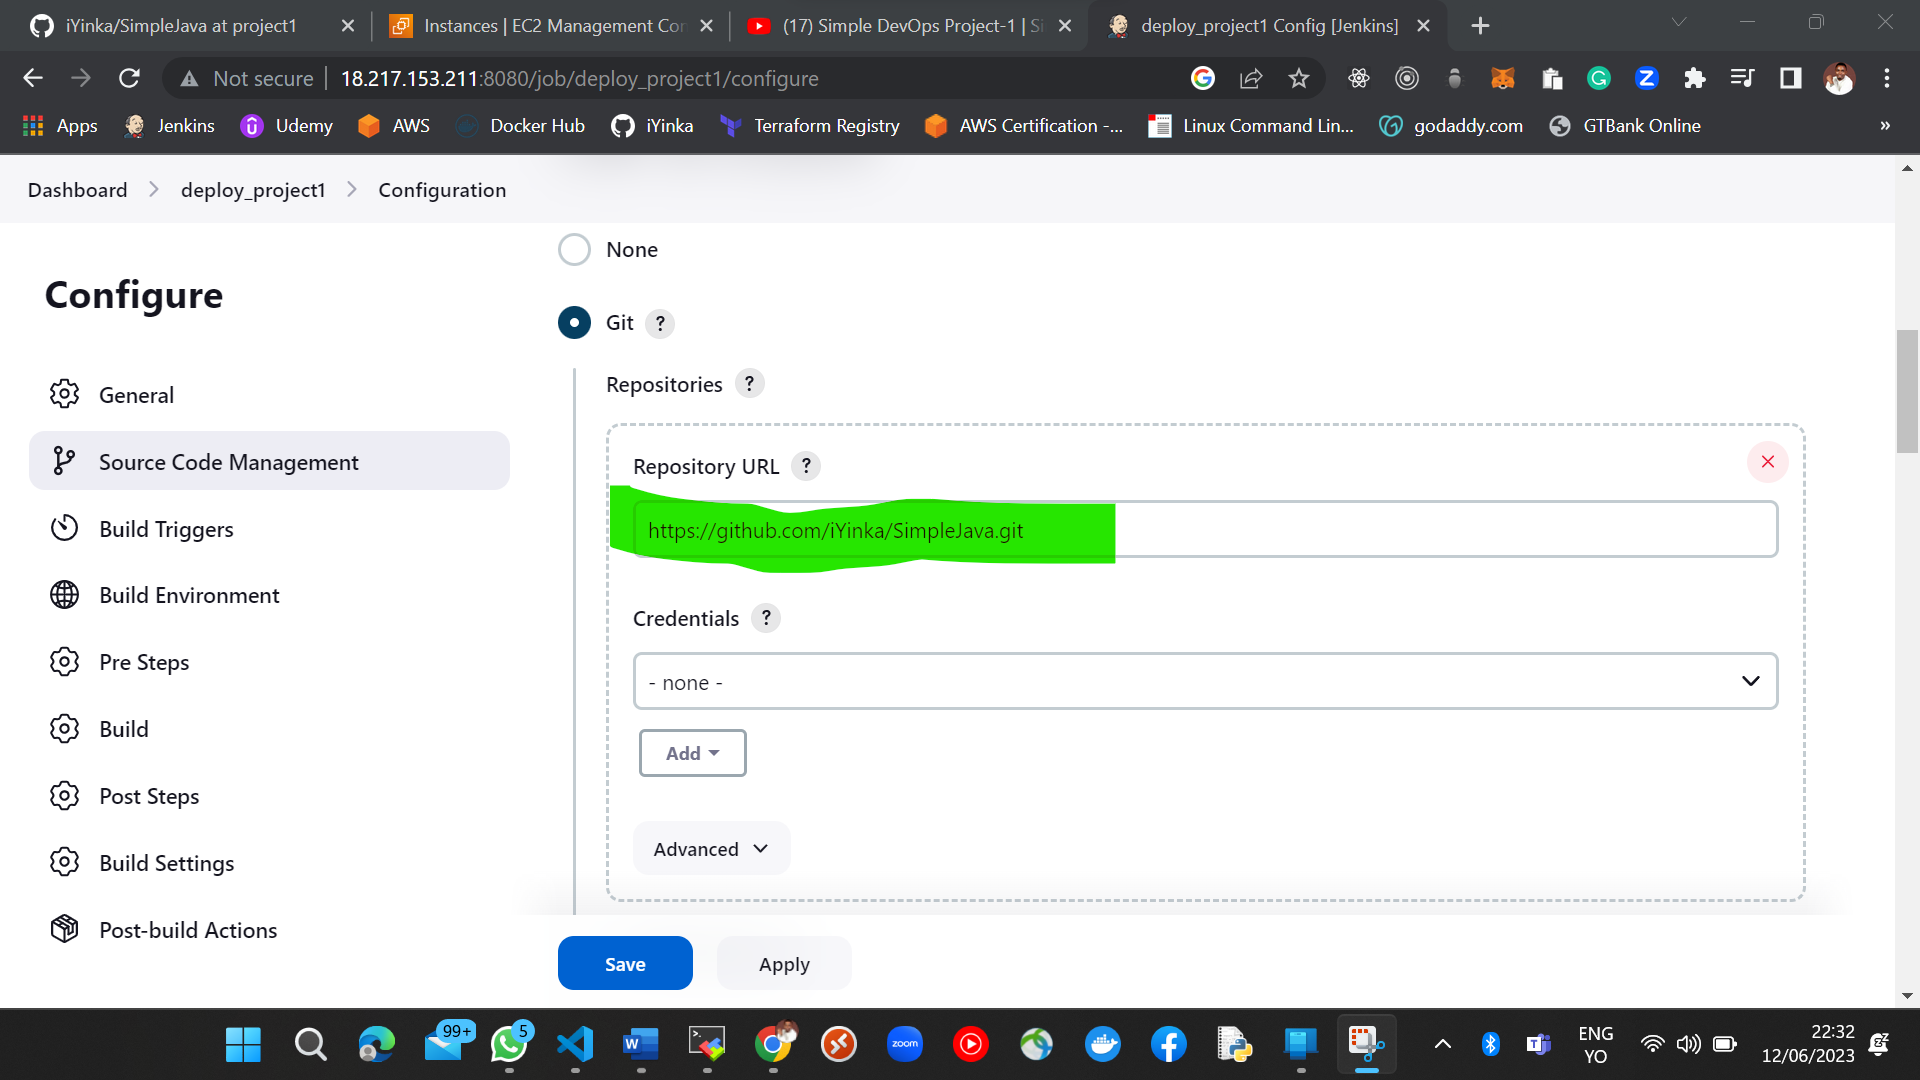 iYinka/SimpleJava at project1
Instances | EC2 Management Con
(17) Simple DevOps Project-1 | Si
deploy_project1 Config [Jenkins]
Not secure
18.217.153.211:8080/job/deploy_project1/configure
Apps
Jenkins
Udemy
AWS
Docker Hub
iYinka
Terraform Registry
AWS Certification -...
Linux Command Lin...
godaddy.com
GTBank Online
»
Dashboard > deploy_project1 > Configuration
Configure
General
Source Code Management
Build Triggers
Build Environment
Pre Steps
Build
Post Steps
Build Settings
Post-build Actions
None
Git ?
Repositories ?
Repository URL ?
https://github.com/iYinka/SimpleJava.git
Credentials ?
- none -
Add
Advanced
Save
Apply
99+
5
W
zoom
ENG
YO
22:32
12/06/2023